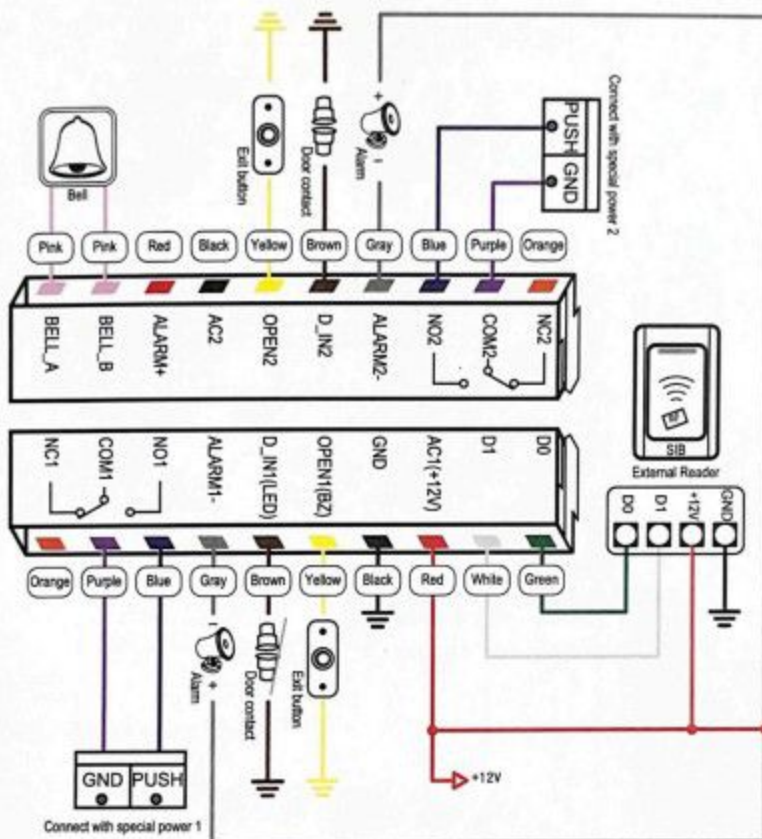 Connect with special power 2
PUSH GND
Bell
Exit button
Door contact
+
-
Alarm
Pink Pink Red Black Yellow Brown Gray Blue Purple Orange
BELL_A BELL_B ALARM+ AC2 OPEN2 D_IN2 ALARM2- NO2 COM2 NC2
SIB
External Reader
D0 D1 +12V GND
NC1 COM1 NO1 ALARM1- D_IN1(LED) OPEN1(BZ) GND AC1(+12V) D1 D0
Orange Purple Blue Gray Brown Yellow Black Red White Green
-
+
Alarm
Door contact
Exit button
+12V
GND PUSH
Connect with special power 1